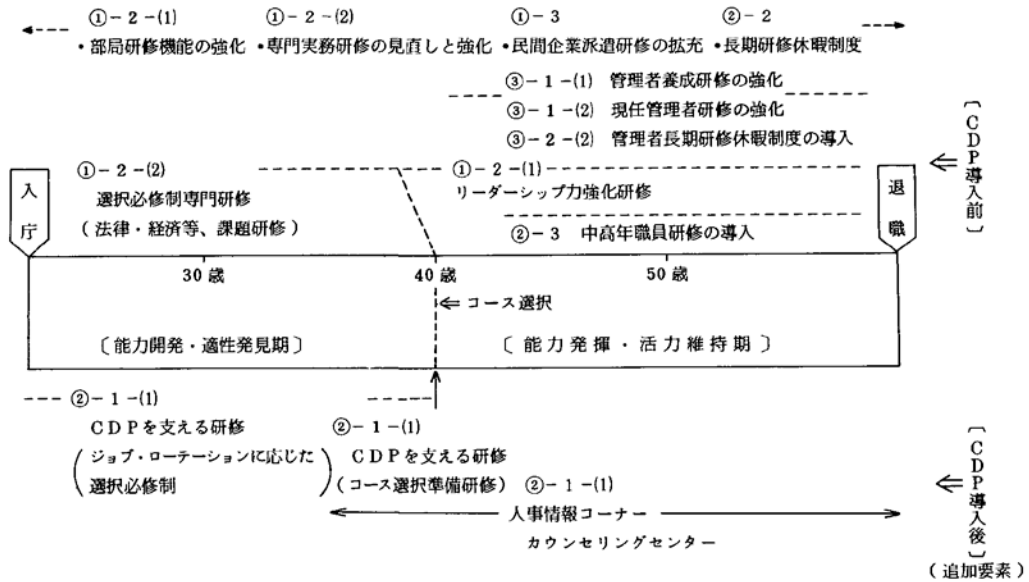 ①-2-(1) ①-2-(2) ①-3 ②-2
・部局研修機能の強化 ・専門実務研修の見直しと強化 ・民間企業派遣研修の拡充 ・長期研修休暇制度
③-1-(1) 管理者養成研修の強化
③-1-(2) 現任管理者研修の強化
③-2-(2) 管理者長期研修休暇制度の導入
〔CDP導入前〕
入庁
①-2-(2)
選択必修制専門研修
(法律・経済等、課題研修)
①-2-(1)
リーダーシップ力強化研修
②-3 中高年職員研修の導入
退職
30歳 40歳 50歳
⇐コース選択
〔能力開発・適性発見期〕 〔能力発揮・活力維持期〕
②-1-(1)
CDPを支える研修
(ジョブ・ローテーションに応じた
選択必修制)
②-1-(1)
CDPを支える研修
(コース選択準備研修)
②-1-(1)
人事情報コーナー
カウンセリングセンター
〔CDP導入後〕
(追加要素)